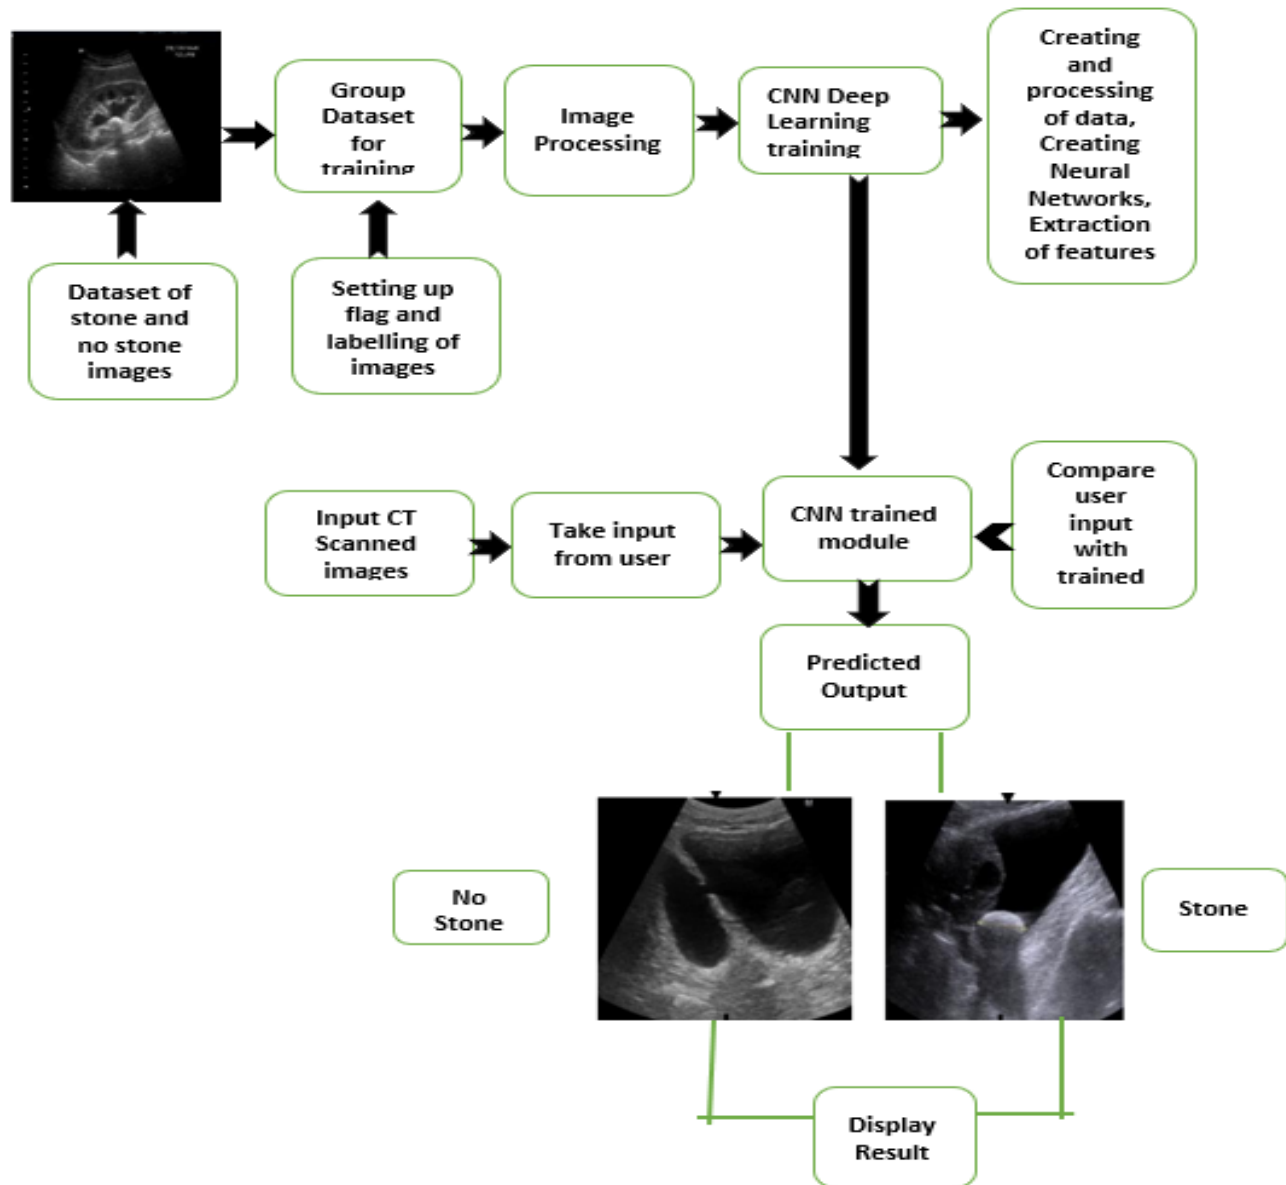 Group
Dataset
for
training
Image
Processing
CNN Deep
Learning
training
Creating
and
processing
of data,
Creating
Neural
Networks,
Extraction
of features
Dataset of
stone and
no stone
images
Setting up
flag and
labelling of
images
Input CT
Scanned
images
Take input
from user
CNN trained
module
Compare
user
input
with
trained
Predicted
Output
No
Stone
Stone
Display
Result